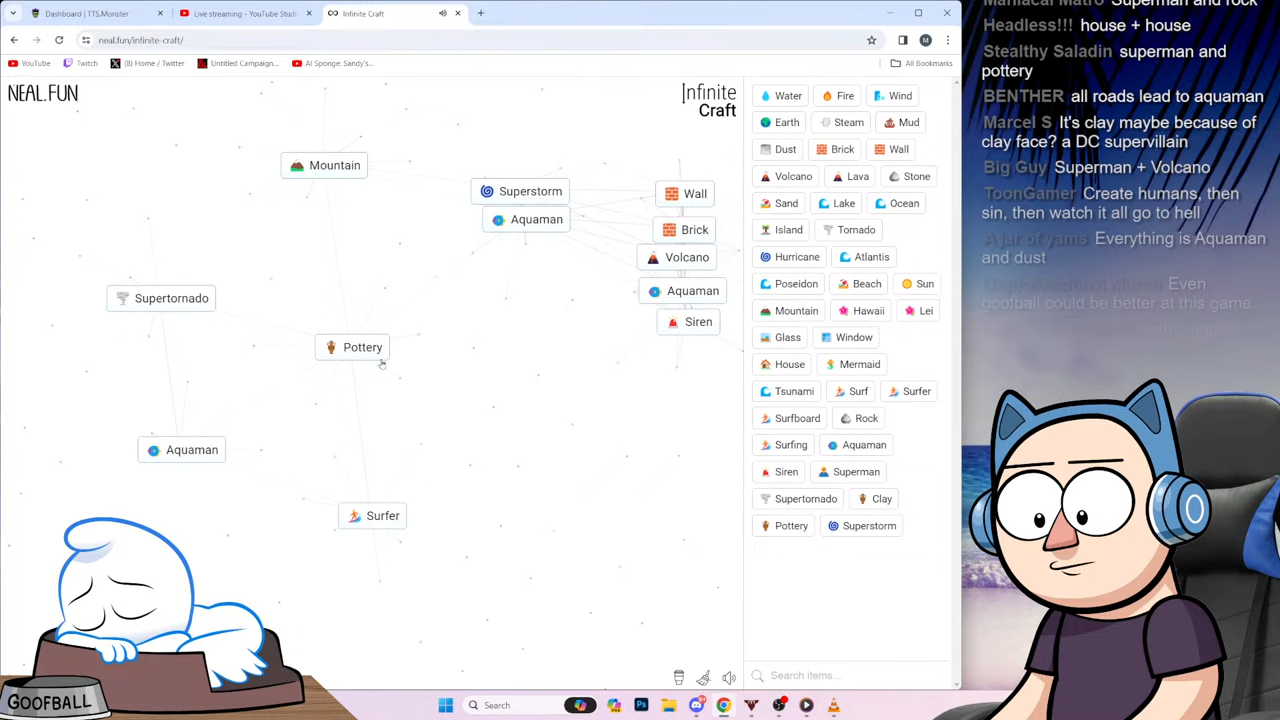 Dashboard | TTS.Monster
Live streaming - YouTube Studi
Infinite Craft
neal.fun/infinite-craft/
YouTube
Twitch
(8) Home / Twitter
Untitled Campaign...
AI Sponge: Sandy's...
All Bookmarks
NEAL.FUN
Infinite
Craft
Mountain
Superstorm
Aquaman
Wall
Brick
Volcano
Aquaman
Siren
Supertornado
Pottery
Aquaman
Surfer
Water
Fire
Wind
Earth
Steam
Mud
Dust
Brick
Wall
Volcano
Lava
Stone
Sand
Lake
Ocean
Island
Tornado
Hurricane
Atlantis
Poseidon
Beach
Sun
Mountain
Hawaii
Lei
Glass
Window
House
Mermaid
Tsunami
Surf
Surfer
Surfboard
Rock
Surfing
Aquaman
Siren
Superman
Supertornado
Clay
Pottery
Superstorm
Search items...
Search
Maniacal Matro Superman and rock
Headless!!! house + house
Stealthy Saladin superman and
pottery
BENTHER all roads lead to aquaman
Marcel S It's clay maybe because of
clay face? a DC supervillain
Big Guy Superman + Volcano
ToonGamer Create humans, then
sin, then watch it all go to hell
A jar of yams Everything is Aquaman
and dust
Even
goofball could be better at this game.
GOOFBALL